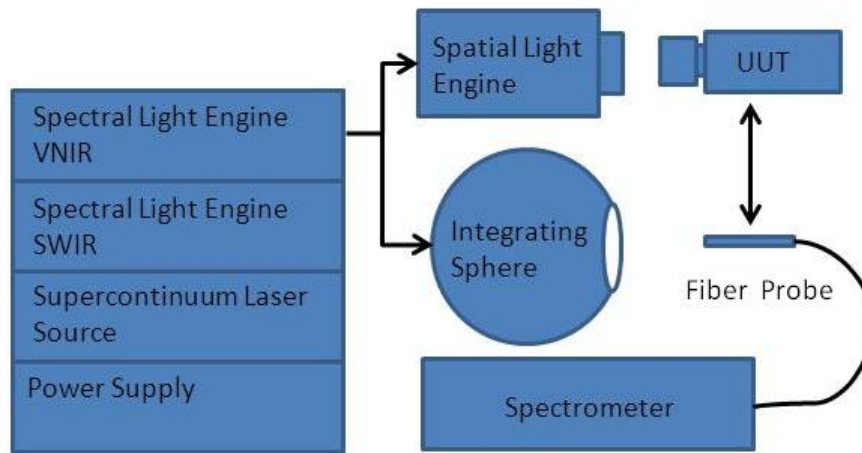 Spectral Light Engine
VNIR
Spectral Light Engine
SWIR
Supercontinuum Laser
Source
Power Supply
Spatial Light
Engine
UUT
Integrating
Sphere
Fiber Probe
Spectrometer